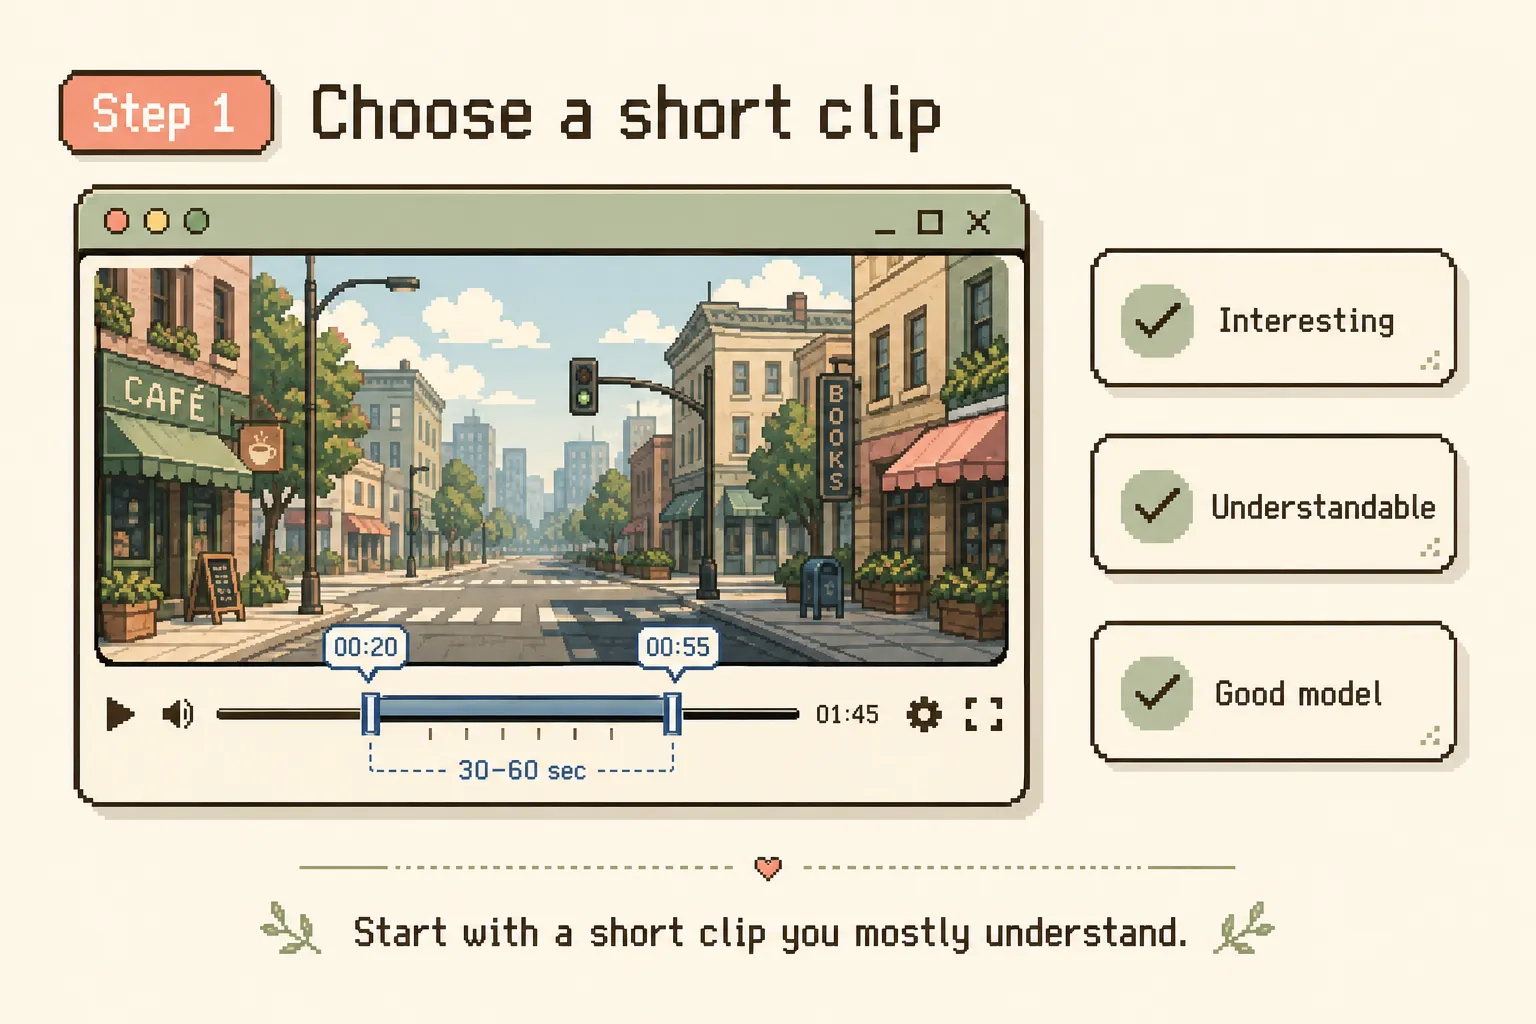 Step 1
Choose a short clip
CAFÉ
BOOKS
00:20
00:55
01:45
30–60 sec
Interesting
Understandable
Good model
Start with a short clip you mostly understand.